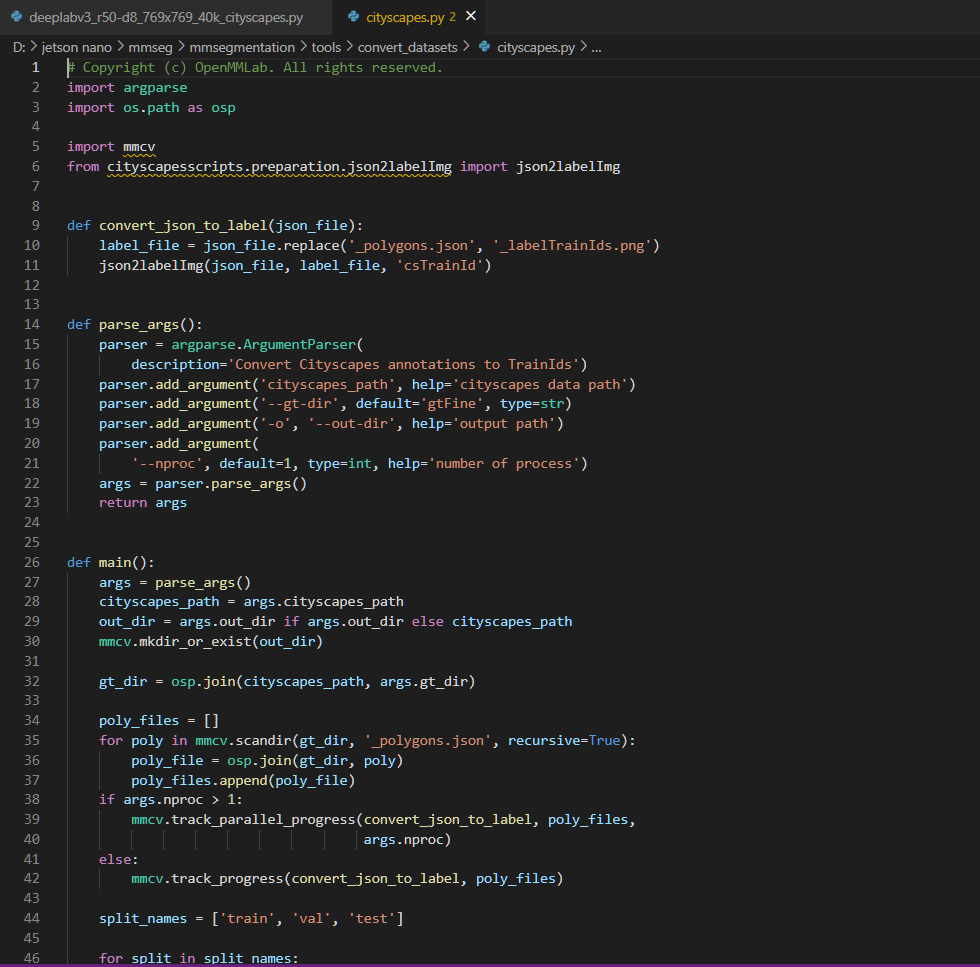 deeplabv3_r50-d8_769x769_40k_cityscapes.py cityscapes.py 2 ×
D: > jetson nano > mmseg > mmsegmentation > tools > convert_datasets > cityscapes.py > ...
1 # Copyright (c) OpenMMLab. All rights reserved.
2 import argparse
3 import os.path as osp
4
5 import mmcv
6 from cityscapesscripts.preparation.json2labelImg import json2labelImg
7
8
9 def convert_json_to_label(json_file):
10     label_file = json_file.replace('_polygons.json', '_labelTrainIds.png')
11     json2labelImg(json_file, label_file, 'csTrainId')
12
13
14 def parse_args():
15     parser = argparse.ArgumentParser(
16         description='Convert Cityscapes annotations to TrainIds')
17     parser.add_argument('cityscapes_path', help='cityscapes data path')
18     parser.add_argument('--gt-dir', default='gtFine', type=str)
19     parser.add_argument('-o', '--out-dir', help='output path')
20     parser.add_argument(
21         '--nproc', default=1, type=int, help='number of process')
22     args = parser.parse_args()
23     return args
24
25
26 def main():
27     args = parse_args()
28     cityscapes_path = args.cityscapes_path
29     out_dir = args.out_dir if args.out_dir else cityscapes_path
30     mmcv.mkdir_or_exist(out_dir)
31
32     gt_dir = osp.join(cityscapes_path, args.gt_dir)
33
34     poly_files = []
35     for poly in mmcv.scandir(gt_dir, '_polygons.json', recursive=True):
36         poly_file = osp.join(gt_dir, poly)
37         poly_files.append(poly_file)
38     if args.nproc > 1:
39         mmcv.track_parallel_progress(convert_json_to_label, poly_files,
40                                      args.nproc)
41     else:
42         mmcv.track_progress(convert_json_to_label, poly_files)
43
44     split_names = ['train', 'val', 'test']
45
46     for split in split_names: